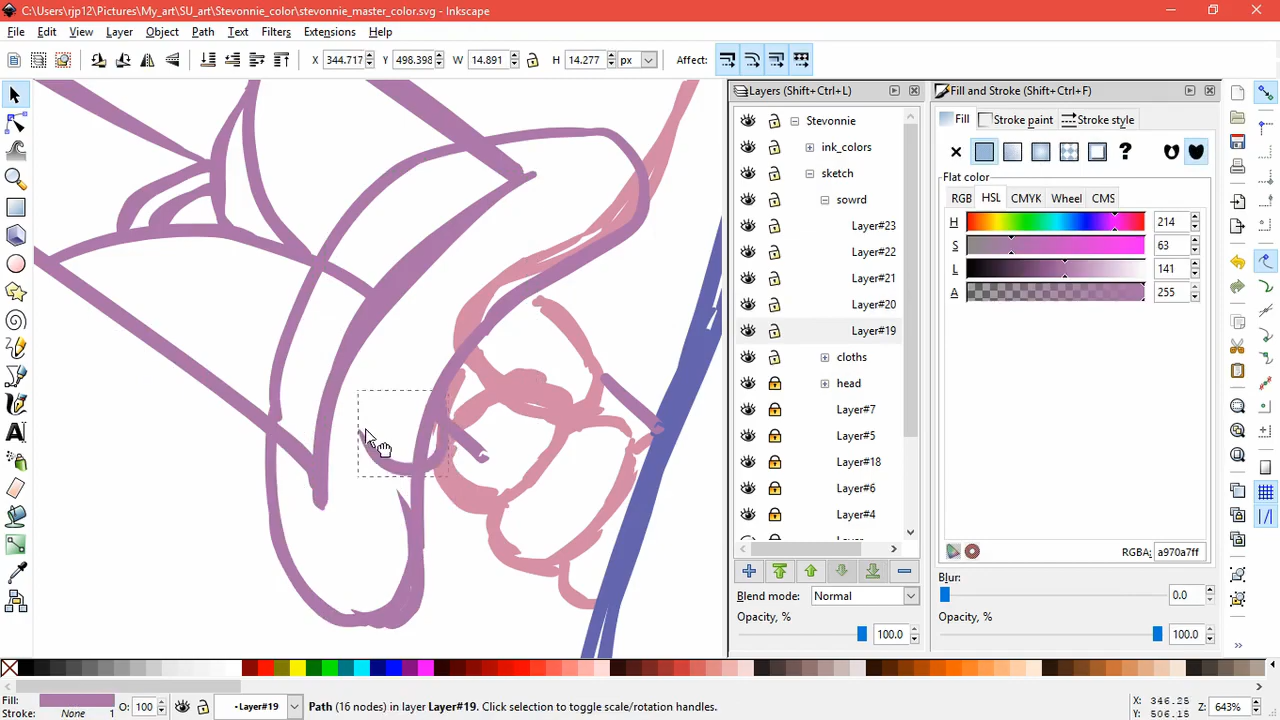 C:\Users\rjp12\Pictures\My_art\SU_art\Stevonnie_color\stevonnie_master_color.svg - Inkscape
File Edit View Layer Object Path Text Filters Extensions Help
X 344.717 Y 498.398 W 14.891 H 14.277 px Affect:
Layers (Shift+Ctrl+L)
Stevonnie
ink_colors
sketch
sowrd
Layer#23
Layer#22
Layer#21
Layer#20
Layer#19
cloths
head
Layer#7
Layer#5
Layer#18
Layer#6
Layer#4
Blend mode: Normal
Opacity, % 100.0
Fill and Stroke (Shift+Ctrl+F)
Fill Stroke paint Stroke style
Flat color
RGB HSL CMYK Wheel CMS
H 214
S 63
L 141
A 255
RGBA: a970a7ff
Blur:
0.0
Opacity, %
100.0
Fill: O: 100 •Layer#19 Path (16 nodes) in layer Layer#19. Click selection to toggle scale/rotation handles. X: 346.25 Z: 643%
Stroke: None 1 Y: 506.15